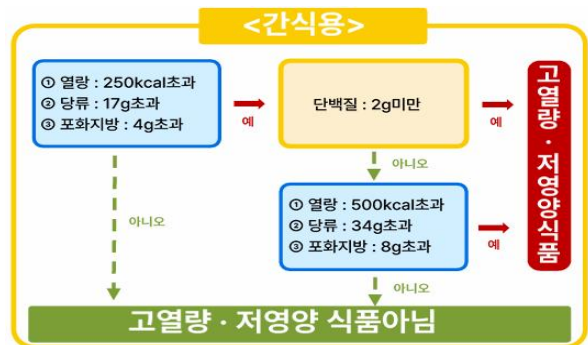 <간식용>
① 열랑 : 250kcal초과
② 당류 : 17g초과
③ 포화지방 : 4g초과
예
단백질 : 2g미만
예
고열량 · 저영양식품
아니오
아니오
① 열랑 : 500kcal초과
② 당류 : 34g초과
③ 포화지방 : 8g초과
예
아니오
고열량 · 저영양 식품아님